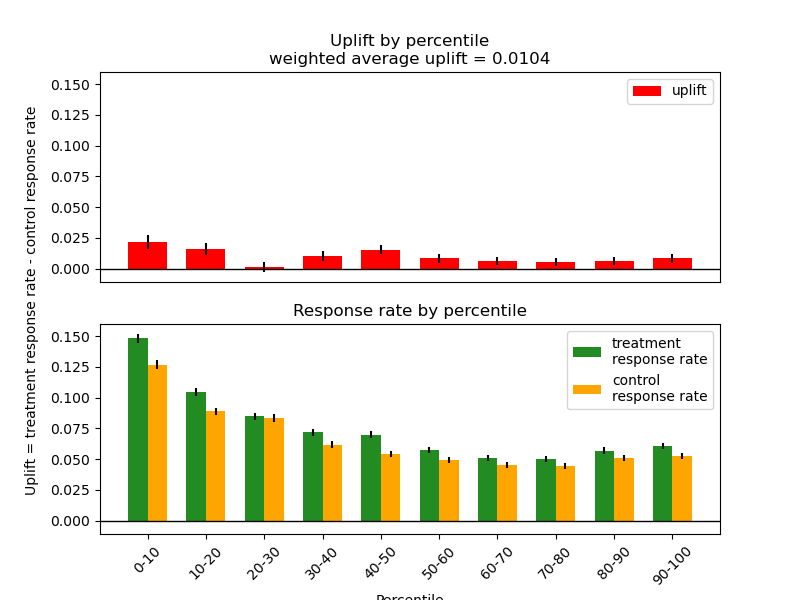 Uplift by percentile
weighted average uplift = 0.0104
uplift
0.150
0.125
0.100
0.075
0.050
0.025
0.000
Uplift = treatment response rate - control response rate
Response rate by percentile
treatment
response rate
control
response rate
0.150
0.125
0.100
0.075
0.050
0.025
0.000
0-10
10-20
20-30
30-40
40-50
50-60
60-70
70-80
80-90
90-100
Percentile